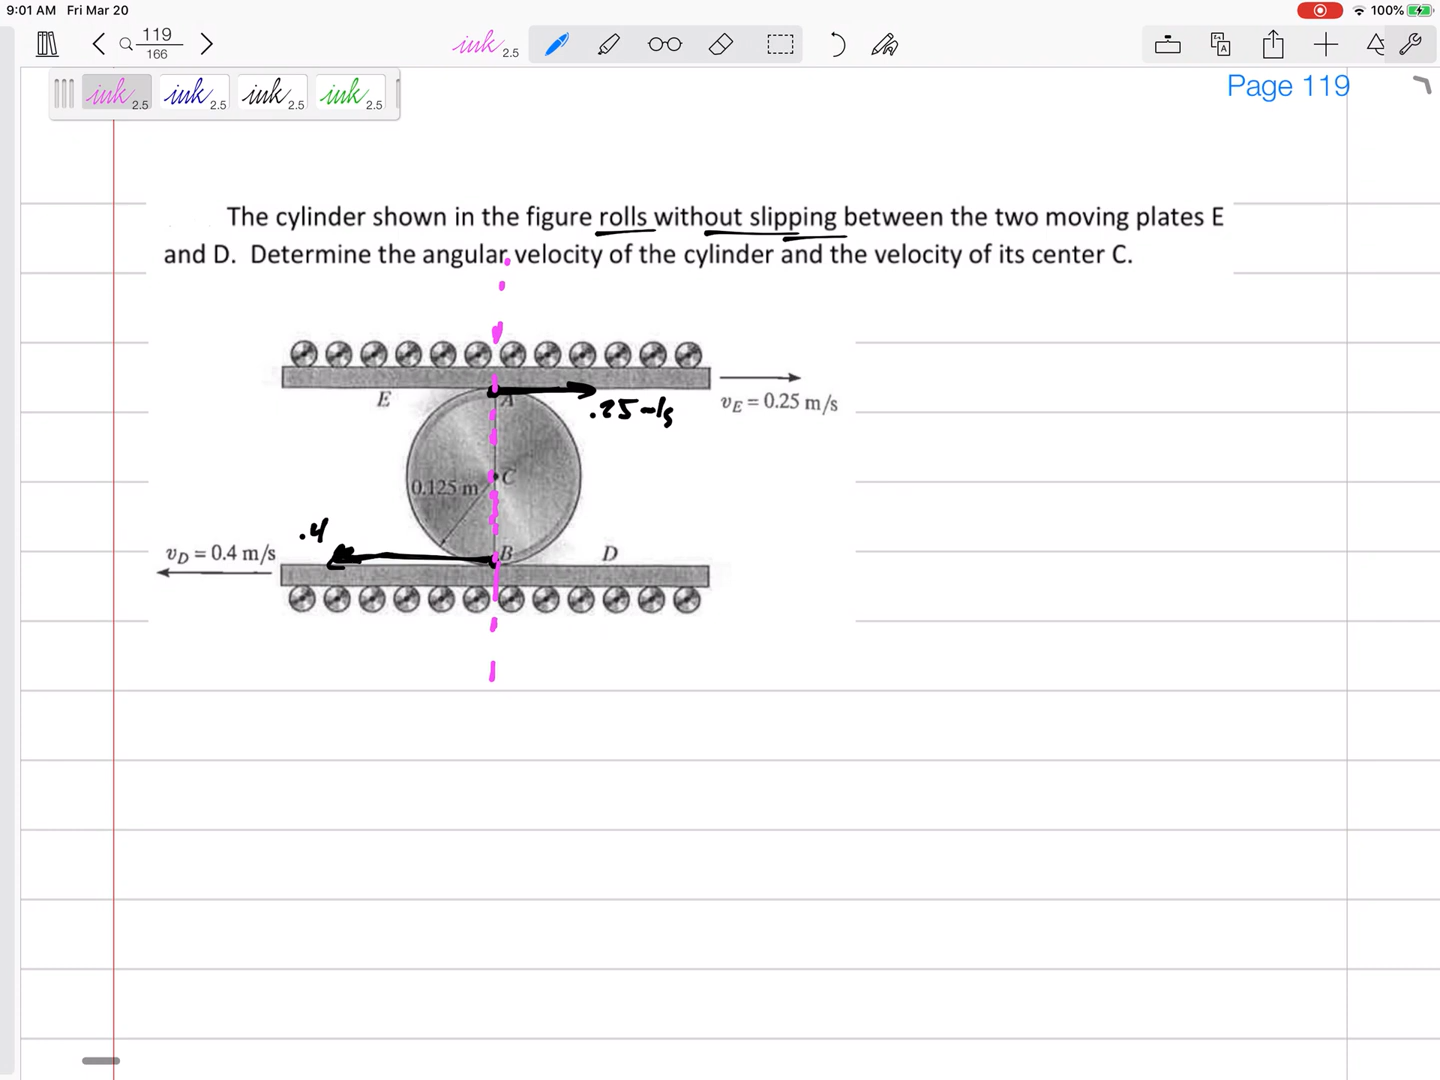 9:01 AM Fri Mar 20
100%
119
166
ink 2.5
ink 2.5
ink 2.5
ink 2.5
ink 2.5
Page 119
The cylinder shown in the figure rolls without slipping between the two moving plates E
and D. Determine the angular velocity of the cylinder and the velocity of its center C.
E
A
.25 m/s
vE = 0.25 m/s
C
0.125 m
.4
vD = 0.4 m/s
B
D